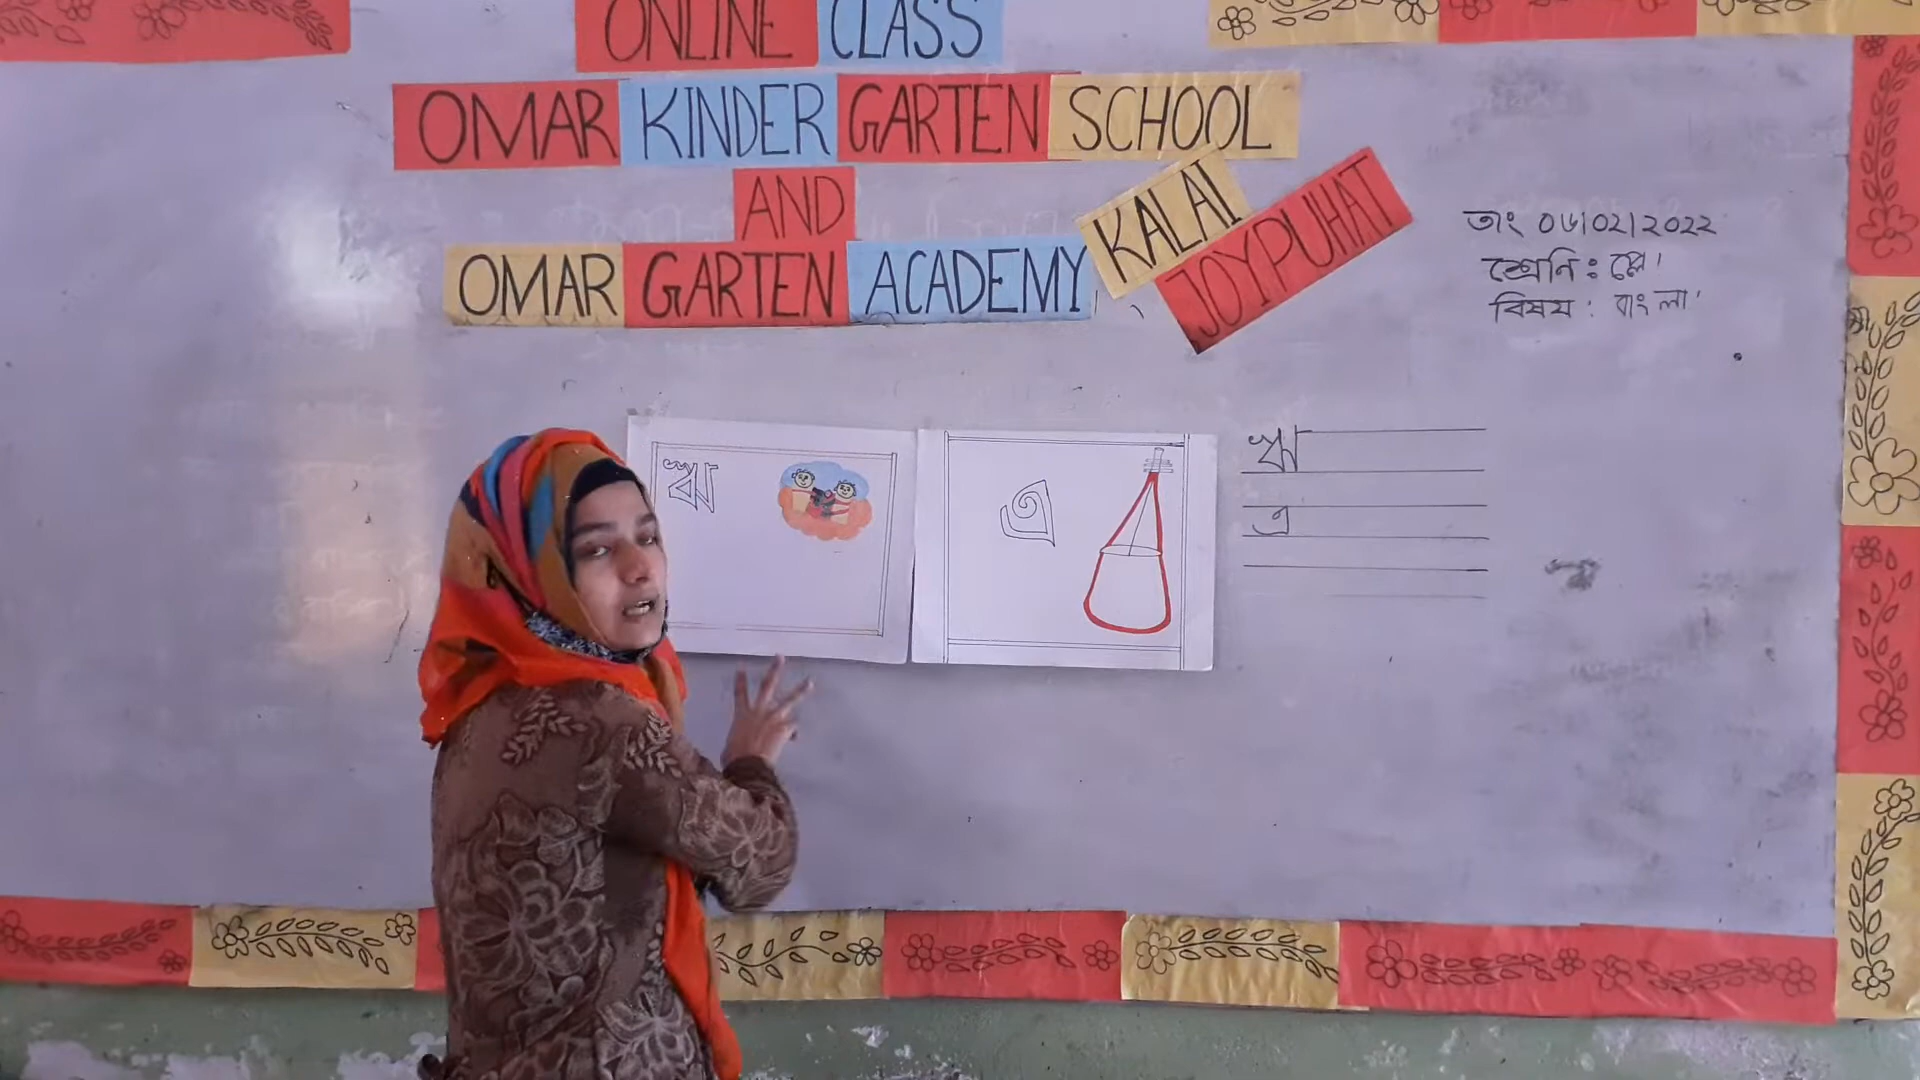 ONLINE CLASS
OMAR KINDER GARTEN SCHOOL
AND
OMAR GARTEN ACADEMY
KALAI
JOYPUHAT
তাং ০৬।০২।২০২২
শ্রেনি : প্লে।
বিষয় : বাংলা।
ঋ
এ
ঋ
এ